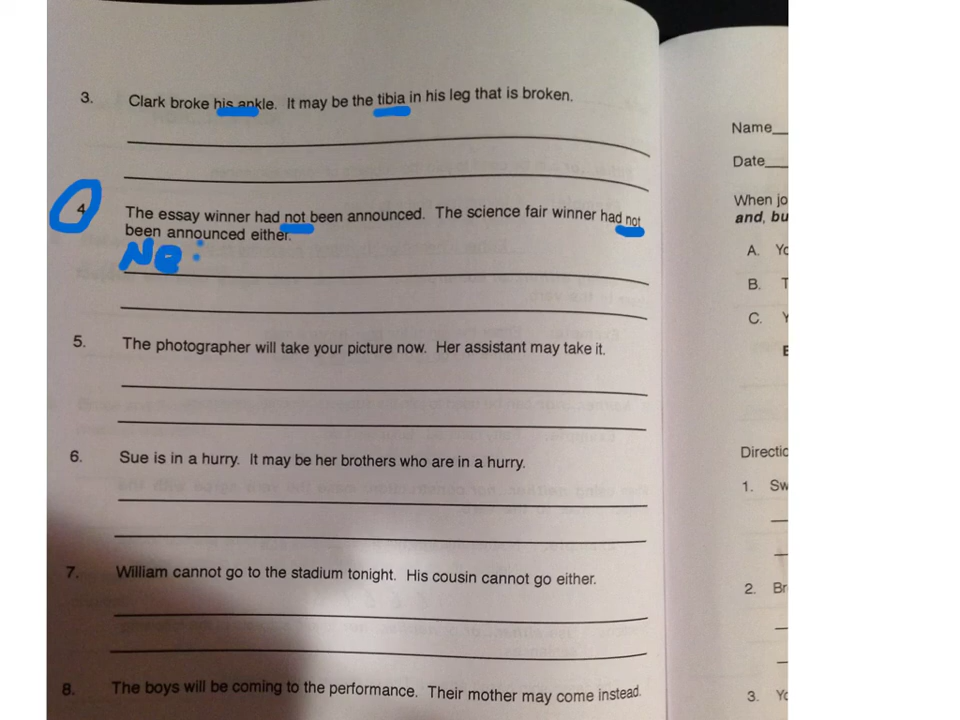 3. Clark broke his ankle. It may be the tibia in his leg that is broken.
4 The essay winner had not been announced. The science fair winner had not
been announced either.
Ne :
5. The photographer will take your picture now. Her assistant may take it.
6. Sue is in a hurry. It may be her brothers who are in a hurry.
7. William cannot go to the stadium tonight. His cousin cannot go either.
8. The boys will be coming to the performance. Their mother may come instead.
Name
Date
When jo
and, bu
A. Yo
B. T
C. Y
E
Directio
1. Sw
2. Br
3. Yo